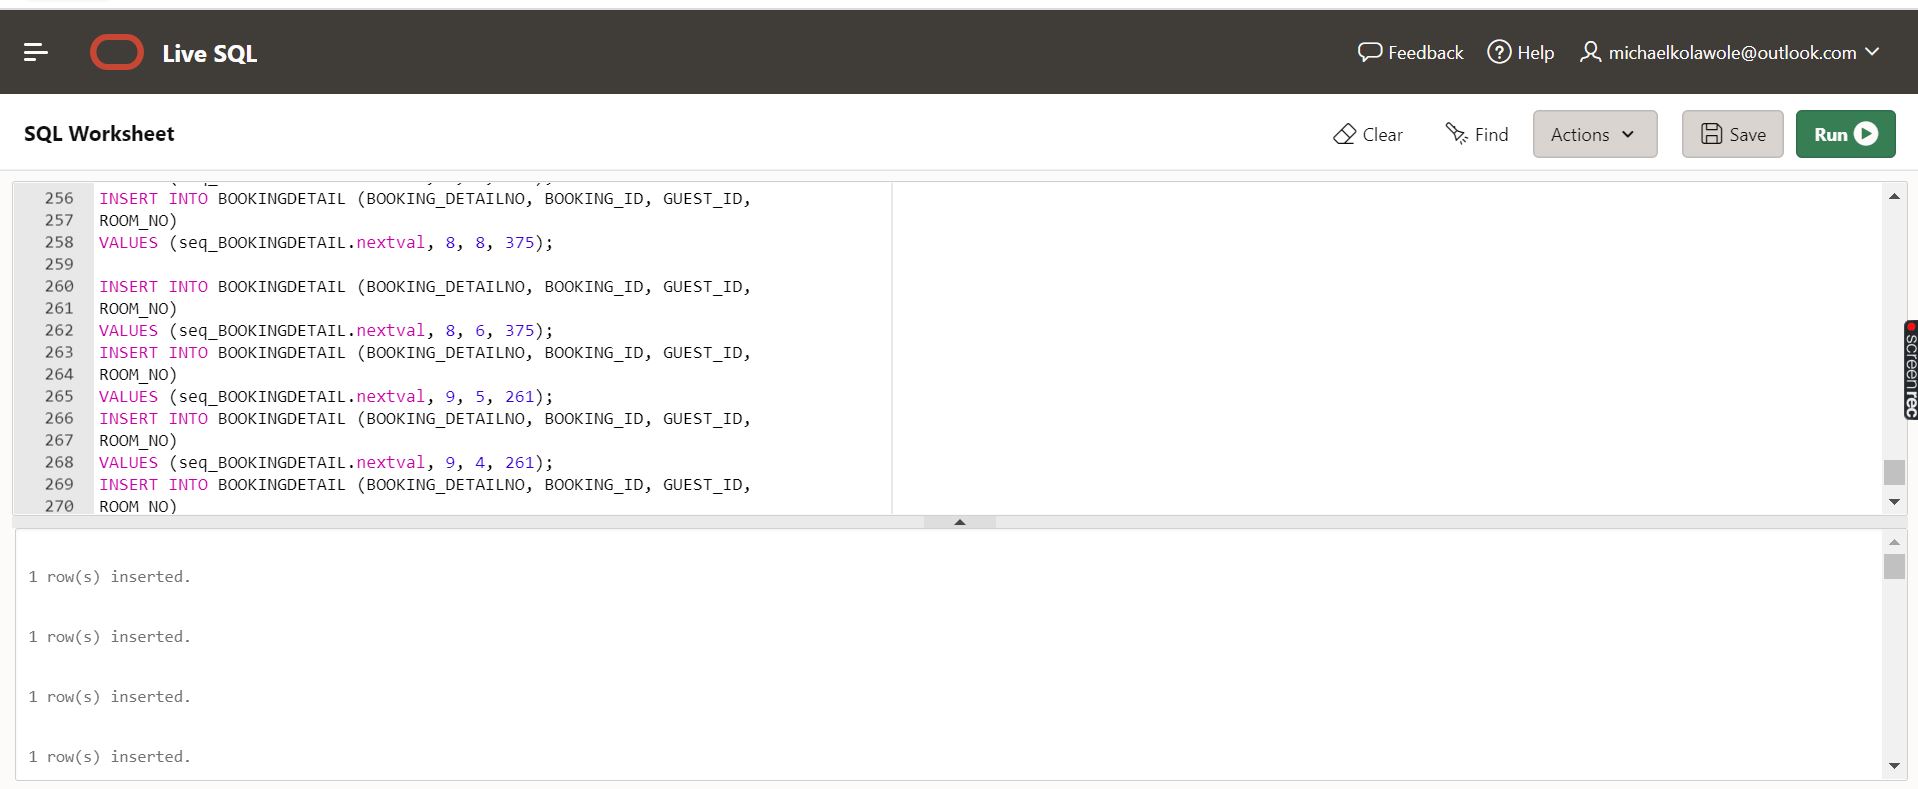 Live SQL
Feedback
Help
michaelkolawole@outlook.com
SQL Worksheet
Clear
Find
Actions
Save
Run
256 INSERT INTO BOOKINGDETAIL (BOOKING_DETAILNO, BOOKING_ID, GUEST_ID,
257 ROOM_NO)
258 VALUES (seq_BOOKINGDETAIL.nextval, 8, 8, 375);
259
260 INSERT INTO BOOKINGDETAIL (BOOKING_DETAILNO, BOOKING_ID, GUEST_ID,
261 ROOM_NO)
262 VALUES (seq_BOOKINGDETAIL.nextval, 8, 6, 375);
263 INSERT INTO BOOKINGDETAIL (BOOKING_DETAILNO, BOOKING_ID, GUEST_ID,
264 ROOM_NO)
265 VALUES (seq_BOOKINGDETAIL.nextval, 9, 5, 261);
266 INSERT INTO BOOKINGDETAIL (BOOKING_DETAILNO, BOOKING_ID, GUEST_ID,
267 ROOM_NO)
268 VALUES (seq_BOOKINGDETAIL.nextval, 9, 4, 261);
269 INSERT INTO BOOKINGDETAIL (BOOKING_DETAILNO, BOOKING_ID, GUEST_ID,
270 ROOM_NO)
screenrec
1 row(s) inserted.
1 row(s) inserted.
1 row(s) inserted.
1 row(s) inserted.